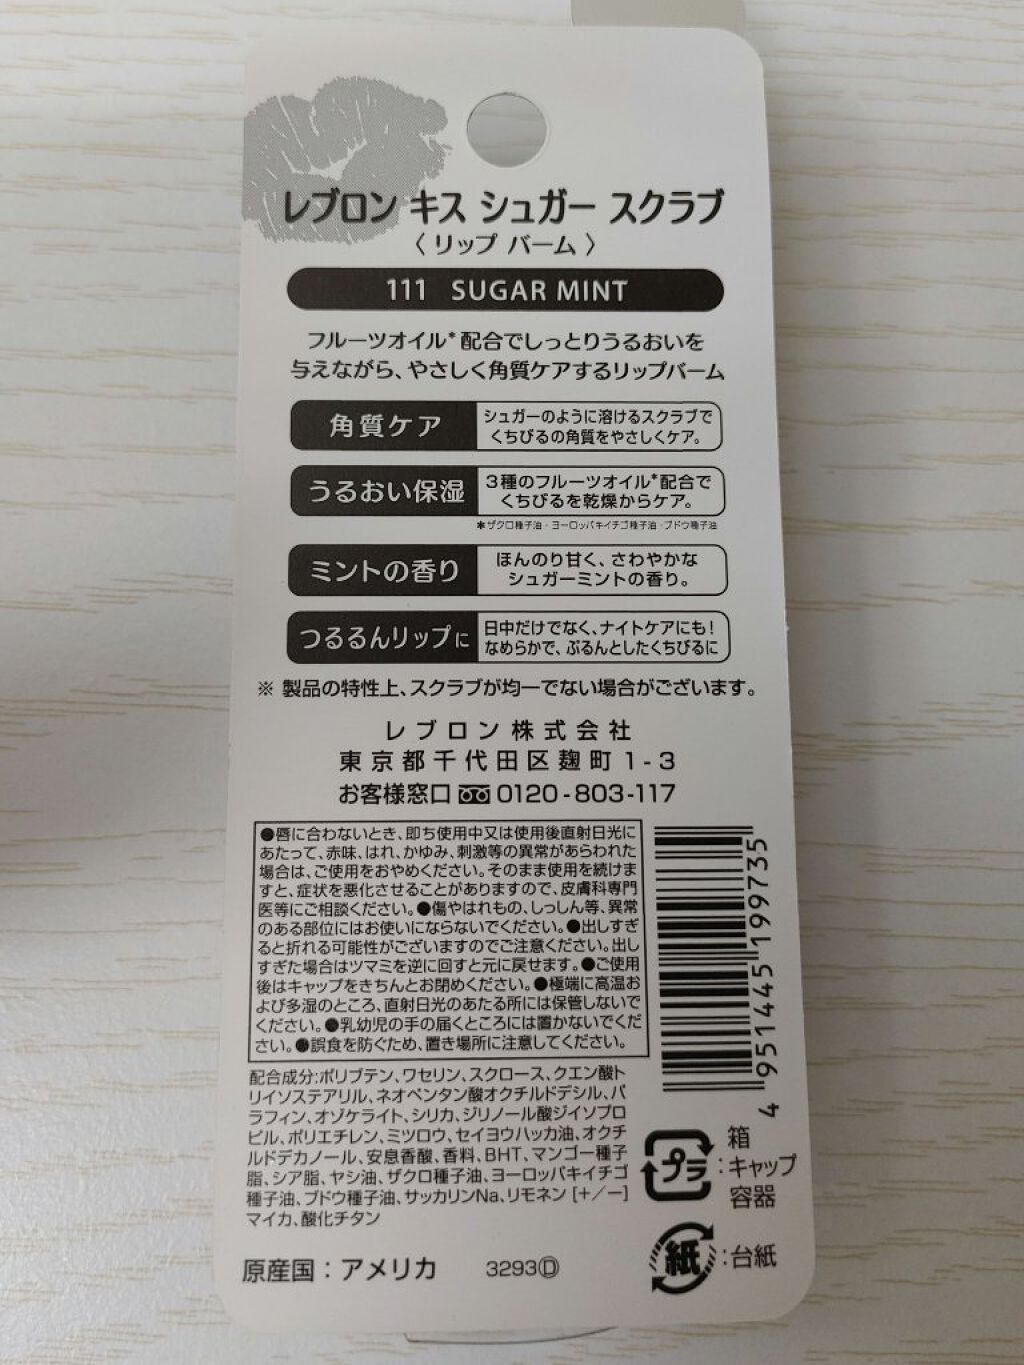 レブロン キス シュガー スクラブ
〈 リップ バーム 〉
111 SUGAR MINT
フルーツオイル*配合でしっとりうるおいを
与えながら、やさしく角質ケアするリップバーム
角質ケア
シュガーのように溶けるスクラブで
くちびるの角質をやさしくケア。
うるおい保湿
3種のフルーツオイル*配合で
くちびるを乾燥からケア。
*ザクロ種子油・ヨーロッパキイチゴ種子油・ブドウ種子油
ミントの香り
ほんのり甘く、さわやかな
シュガーミントの香り。
つるるんリップに
日中だけでなく、ナイトケアにも!
なめらかで、ぷるんとしたくちびるに
※ 製品の特性上、スクラブが均一でない場合がございます。
レブロン株式会社
東京都千代田区麹町1-3
お客様窓口 0120-803-117
●唇に合わないとき、即ち使用中又は使用後直射日光に
あたって、赤味、はれ、かゆみ、刺激等の異常があらわれた
場合は、ご使用をおやめください。そのまま使用を続けま
すと、症状を悪化させることがありますので、皮膚科専門
医等にご相談ください。●傷やはれもの、しっしん等、異常
のある部位にはお使いにならないでください。●出しすぎ
ると折れる可能性がございますのでご注意ください。出し
すぎた場合はツマミを逆に回すと元に戻せます。●ご使用
後はキャップをきちんとお閉めください。●極端に高温お
よび多湿のところ、直射日光のあたる所には保管しないで
ください。●乳幼児の手の届くところには置かないでくだ
さい。●誤食を防ぐため、置き場所に注意してください。
4 951445 199735
配合成分:ポリブテン、ワセリン、スクロース、クエン酸ト
リイソステアリル、ネオペンタン酸オクチルドデシル、パ
ラフィン、オゾケライト、シリカ、ジリノール酸ジイソプロ
ピル、ポリエチレン、ミツロウ、セイヨウハッカ油、オクチ
ルドデカノール、安息香酸、香料、BHT、マンゴー種子
脂、シア脂、ヤシ油、ザクロ種子油、ヨーロッパキイチゴ
種子油、ブドウ種子油、サッカリンNa、リモネン [+/−]
マイカ、酸化チタン
プラ
箱
:キャップ
容器
紙:台紙
原産国:アメリカ 3293Ⓓ